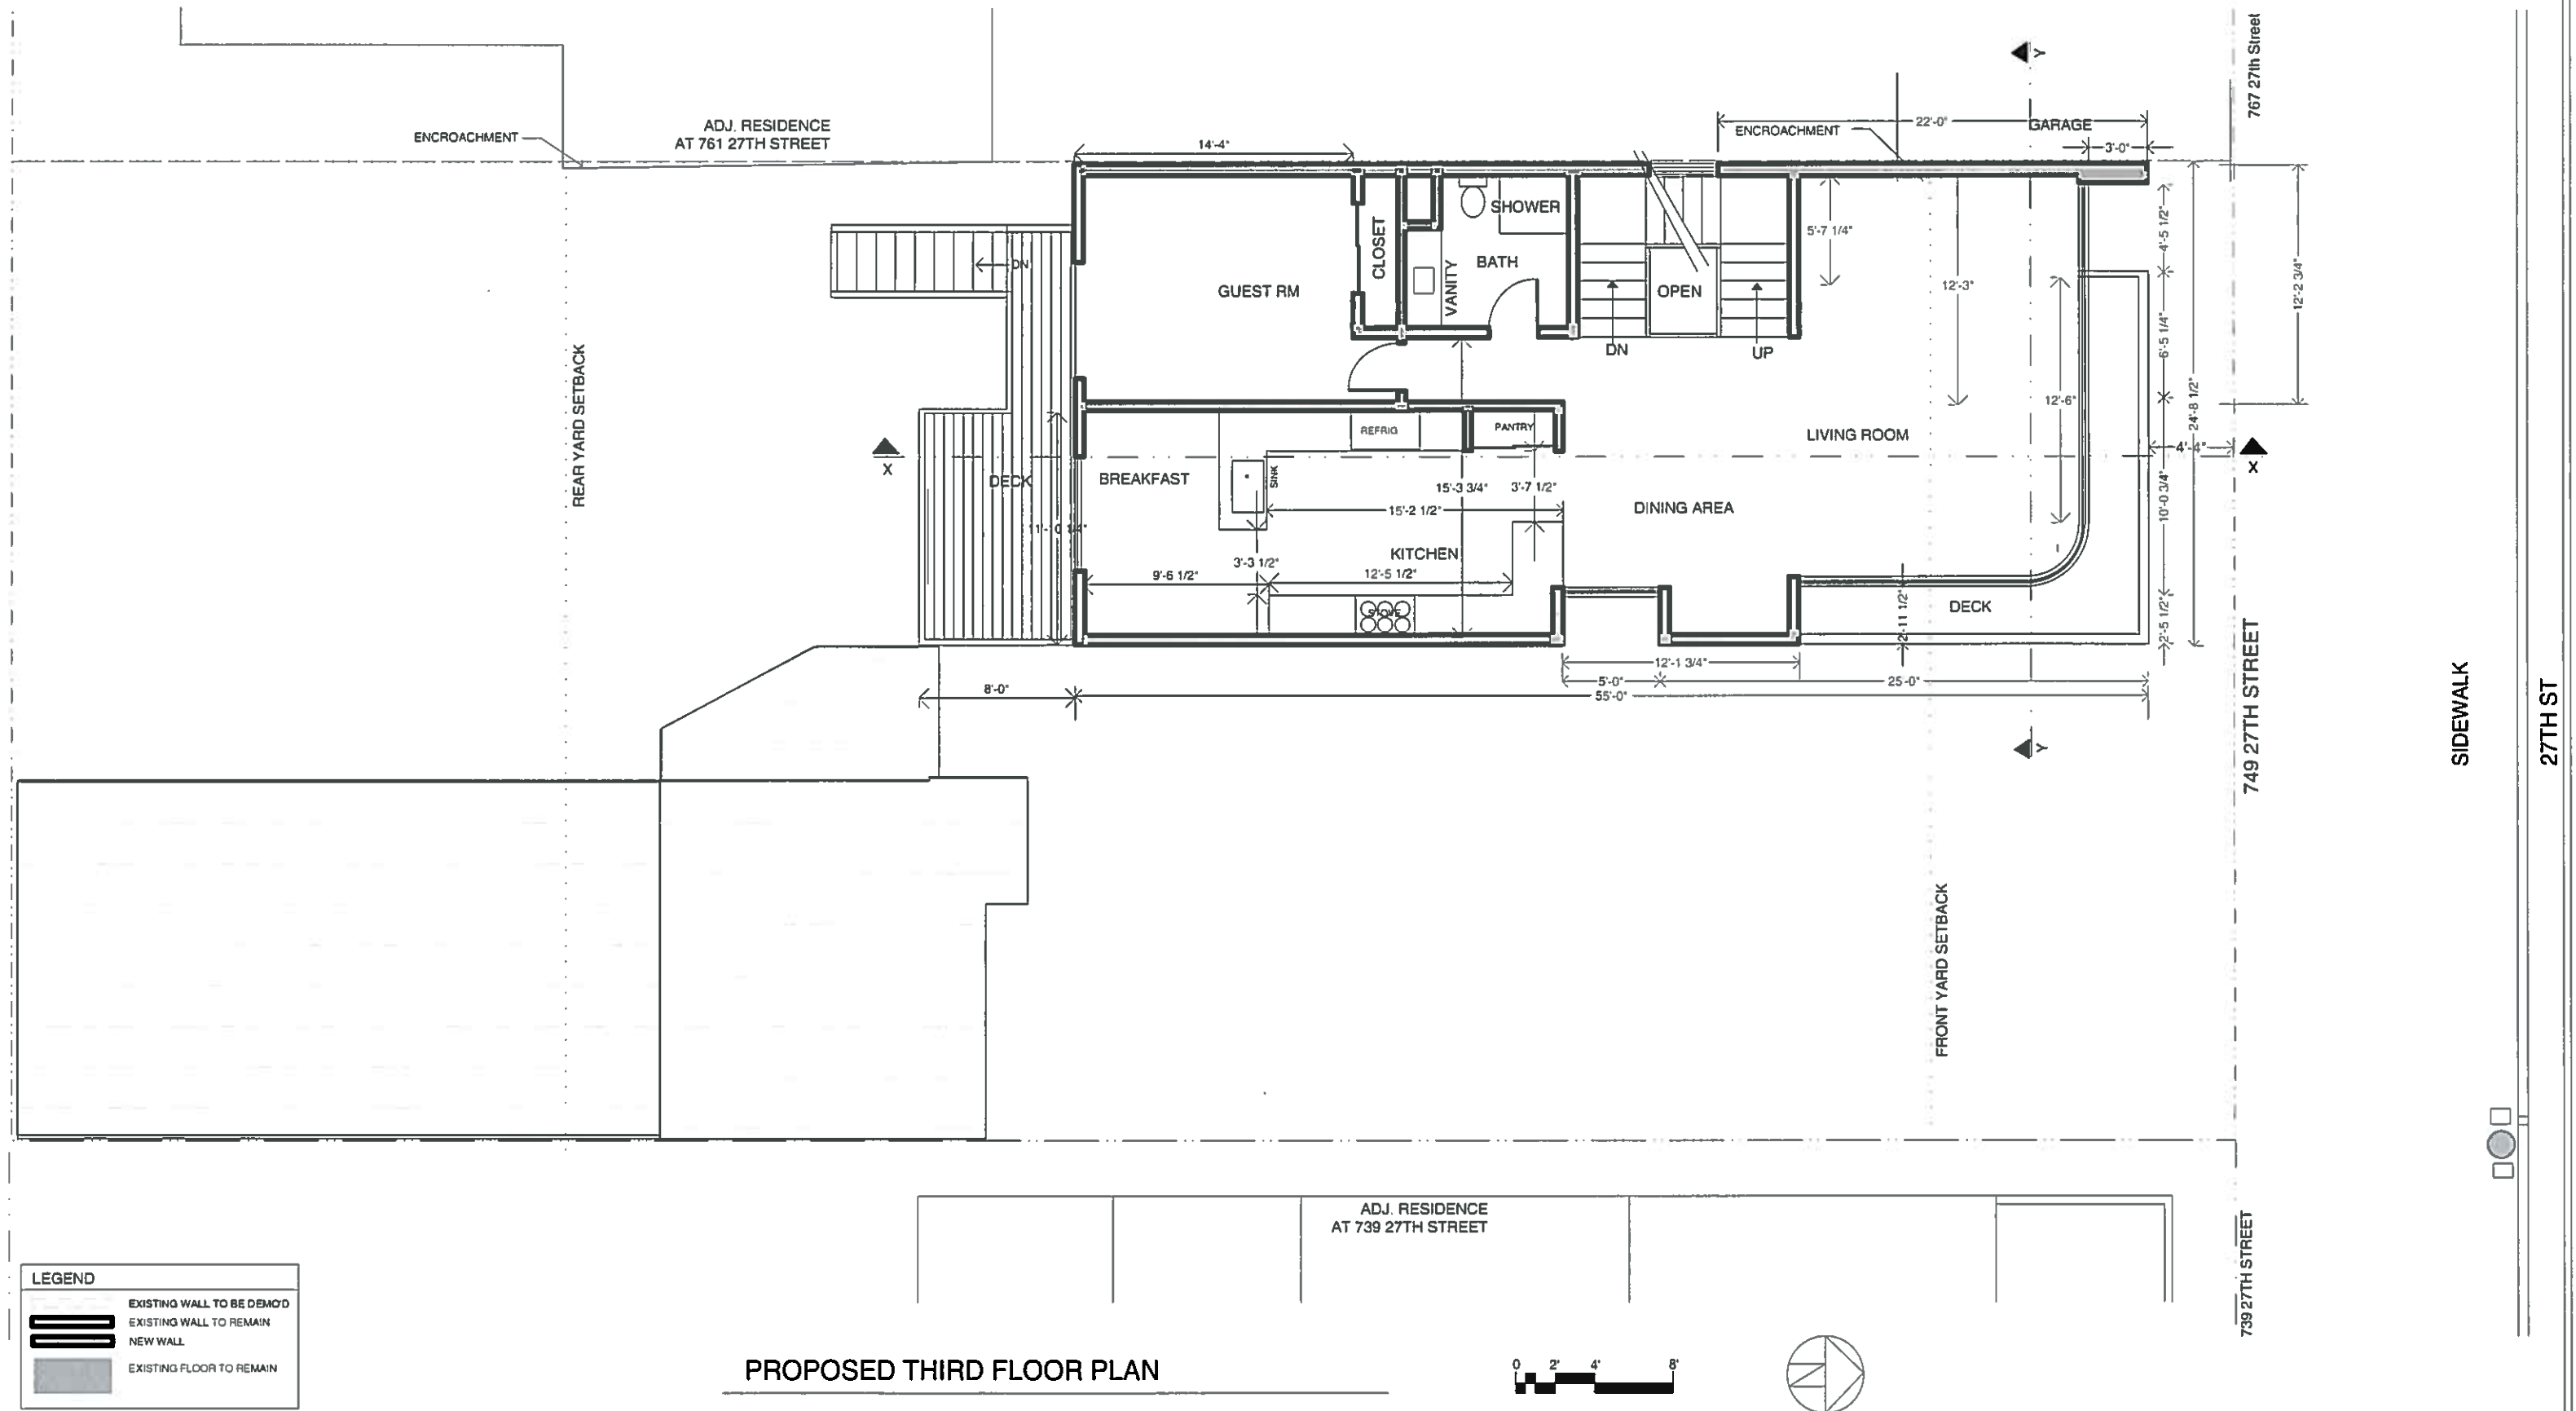 767 27th Street
Y
ENCROACHMENT
ADJ. RESIDENCE
AT 761 27TH STREET
14'-4"
ENCROACHMENT
22'-0"
GARAGE
3'-0"
DN
GUEST RM
CLOSET
SHOWER
BATH
VANITY
OPEN
DN
UP
5'-7 1/4"
12'-3"
12'-6"
4'-5 1/2"
6'-5 1/4"
12'-2 3/4"
24'-8 1/2"
10'-0 3/4"
2'-5 1/2"
4'-4"
X
REAR YARD SETBACK
X
DECK
BREAKFAST
SINK
REFRIG
PANTRY
15'-3 3/4"
3'-7 1/2"
15'-2 1/2"
KITCHEN
3'-3 1/2"
9'-6 1/2"
12'-5 1/2"
STOVE
LIVING ROOM
DINING AREA
DECK
2'-11 1/2"
12'-1 3/4"
5'-0"
25'-0"
8'-0"
55'-0"
Y
749 27TH STREET
SIDEWALK
27TH ST
FRONT YARD SETBACK
ADJ. RESIDENCE
AT 739 27TH STREET
739 27TH STREET
LEGEND
EXISTING WALL TO BE DEMO'D
EXISTING WALL TO REMAIN
NEW WALL
EXISTING FLOOR TO REMAIN
PROPOSED THIRD FLOOR PLAN
0 2' 4' 8'
N